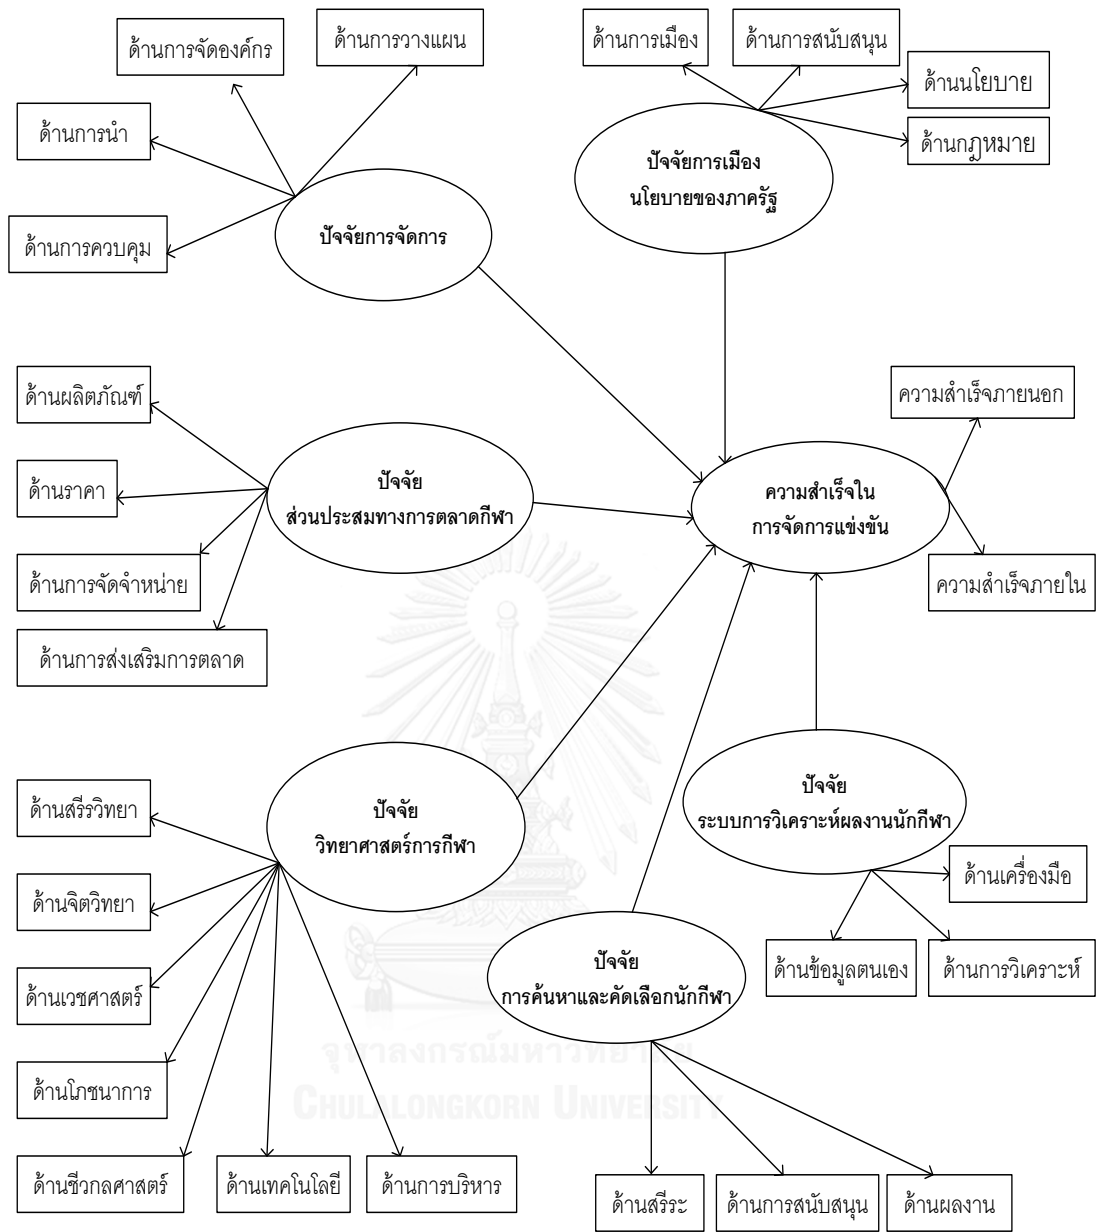 ด้านการจัดองค์กร
ด้านการวางแผน
ด้านการเมือง
ด้านการสนับสนุน
ด้านนโยบาย
ด้านการนำ
ด้านกฎหมาย
ปัจจัยการเมือง
นโยบายของภาครัฐ
ด้านการควบคุม
ปัจจัยการจัดการ
ด้านผลิตภัณฑ์
ความสำเร็จภายนอก
ด้านราคา
ปัจจัย
ส่วนประสมทางการตลาดกีฬา
ความสำเร็จใน
การจัดการแข่งขัน
ด้านการจัดจำหน่าย
ความสำเร็จภายใน
ด้านการส่งเสริมการตลาด
ด้านสรีรวิทยา
ปัจจัย
วิทยาศาสตร์การกีฬา
ปัจจัย
ระบบการวิเคราะห์ผลงานนักกีฬา
ด้านเครื่องมือ
ด้านจิตวิทยา
ด้านข้อมูลตนเอง
ด้านการวิเคราะห์
ปัจจัย
การค้นหาและคัดเลือกนักกีฬา
ด้านเวชศาสตร์
จุฬาลงกรณ์มหาวิทยาลัย
CHULALONGKORN UNIVERSITY
ด้านโภชนาการ
ด้านชีวกลศาสตร์
ด้านเทคโนโลยี
ด้านการบริหาร
ด้านสรีระ
ด้านการสนับสนุน
ด้านผลงาน